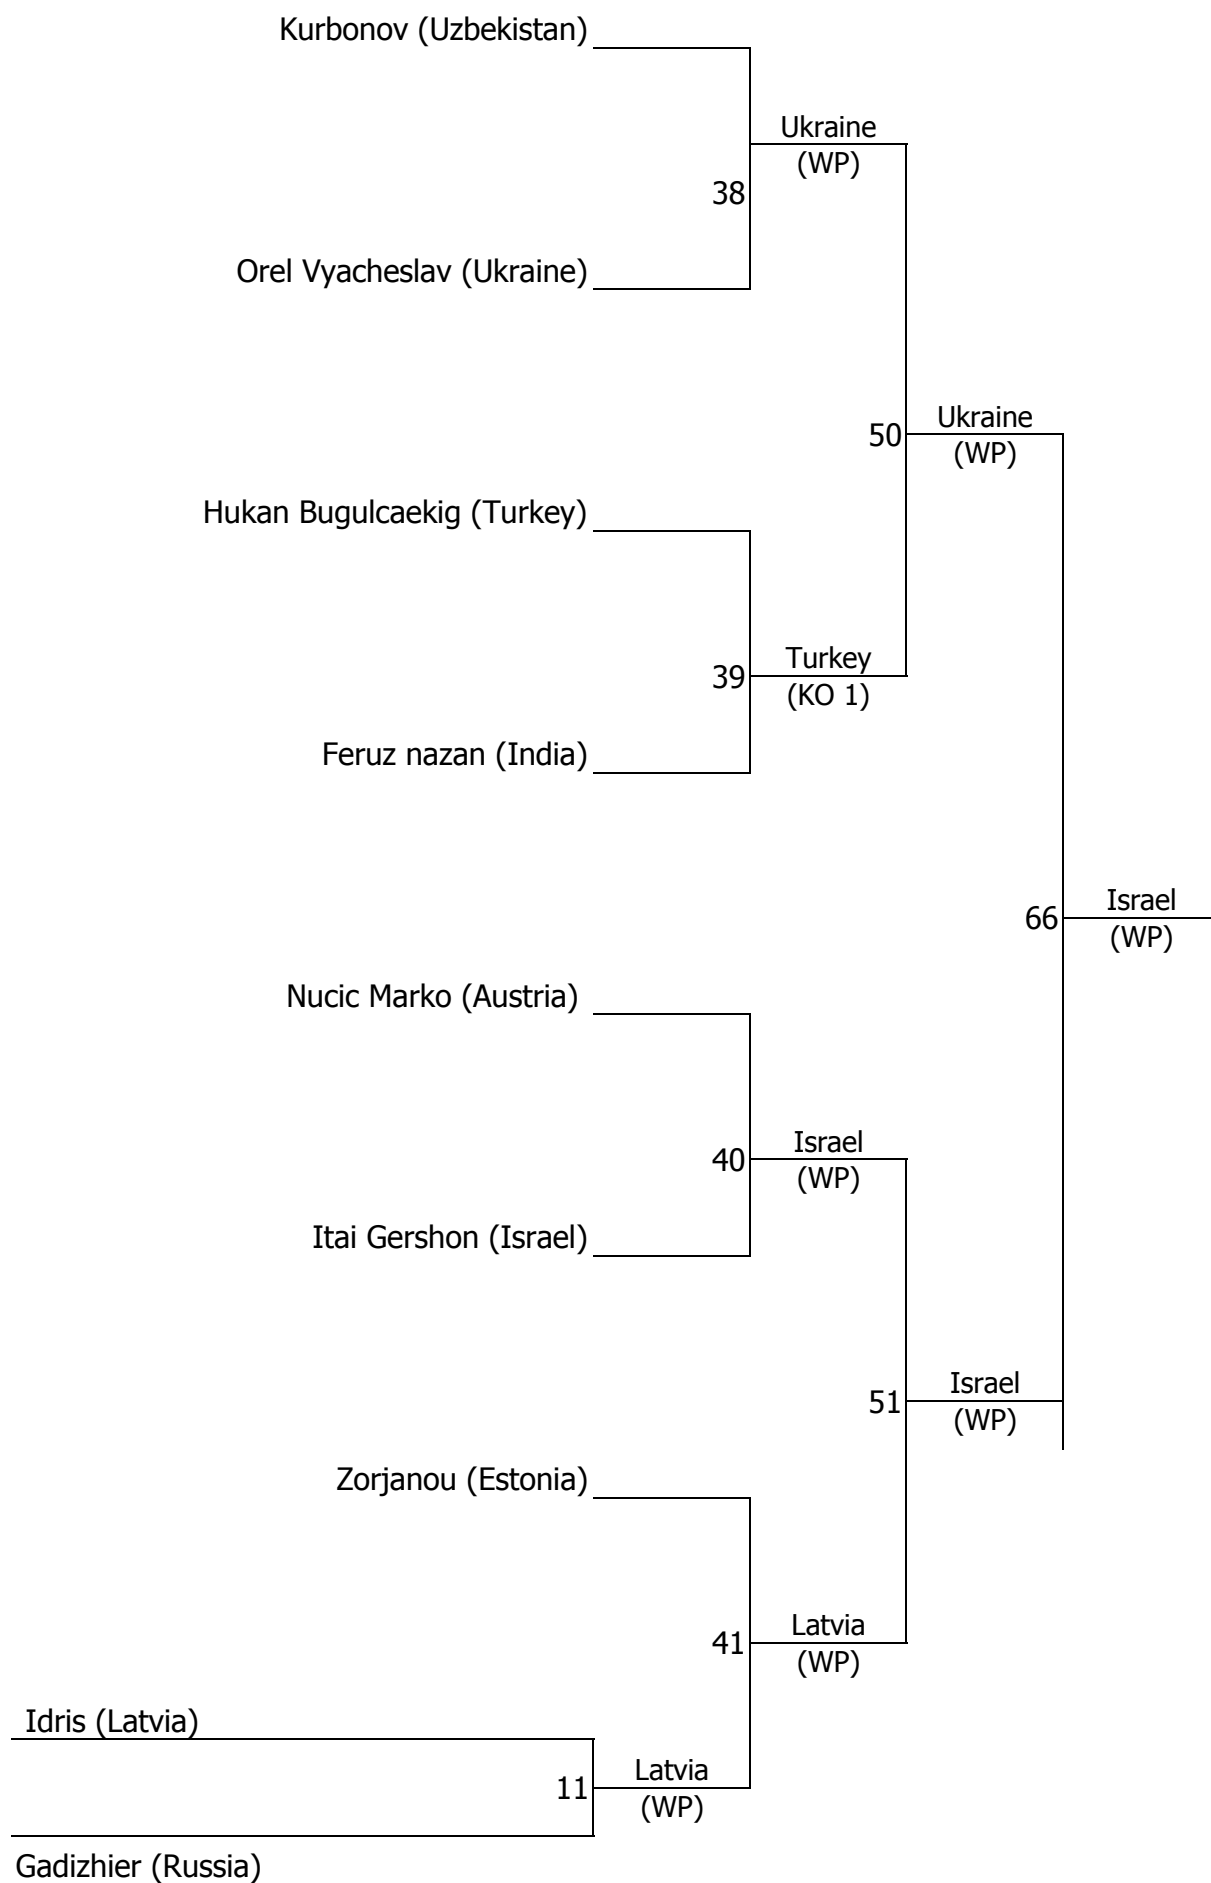 Kurbonov (Uzbekistan)
Ukraine
(WP)
38
Orel Vyacheslav (Ukraine)
Ukraine
50
(WP)
Hukan Bugulcaekig (Turkey)
Turkey
39
(KO 1)
Feruz nazan (India)
Israel
66
(WP)
Nucic Marko (Austria)
Israel
40
(WP)
Itai Gershon (Israel)
Israel
51
(WP)
Zorjanou (Estonia)
Latvia
41
(WP)
Idris (Latvia)
Latvia
11
(WP)
Gadizhier (Russia)